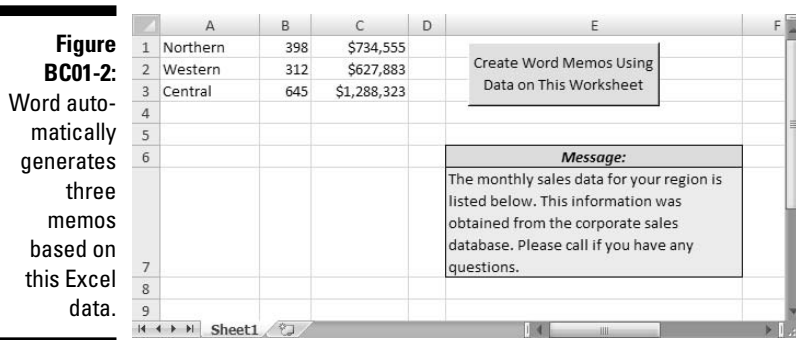 Figure
BC01-2:
Word auto-
matically
generates
three
memos
based on
this Excel
data.
A B C D E F
1 Northern 398 $734,555
2 Western 312 $627,883
3 Central 645 $1,288,323
Create Word Memos Using
Data on This Worksheet
4
5
6 Message:
The monthly sales data for your region is
listed below. This information was
obtained from the corporate sales
database. Please call if you have any
7 questions.
8
9
Sheet1